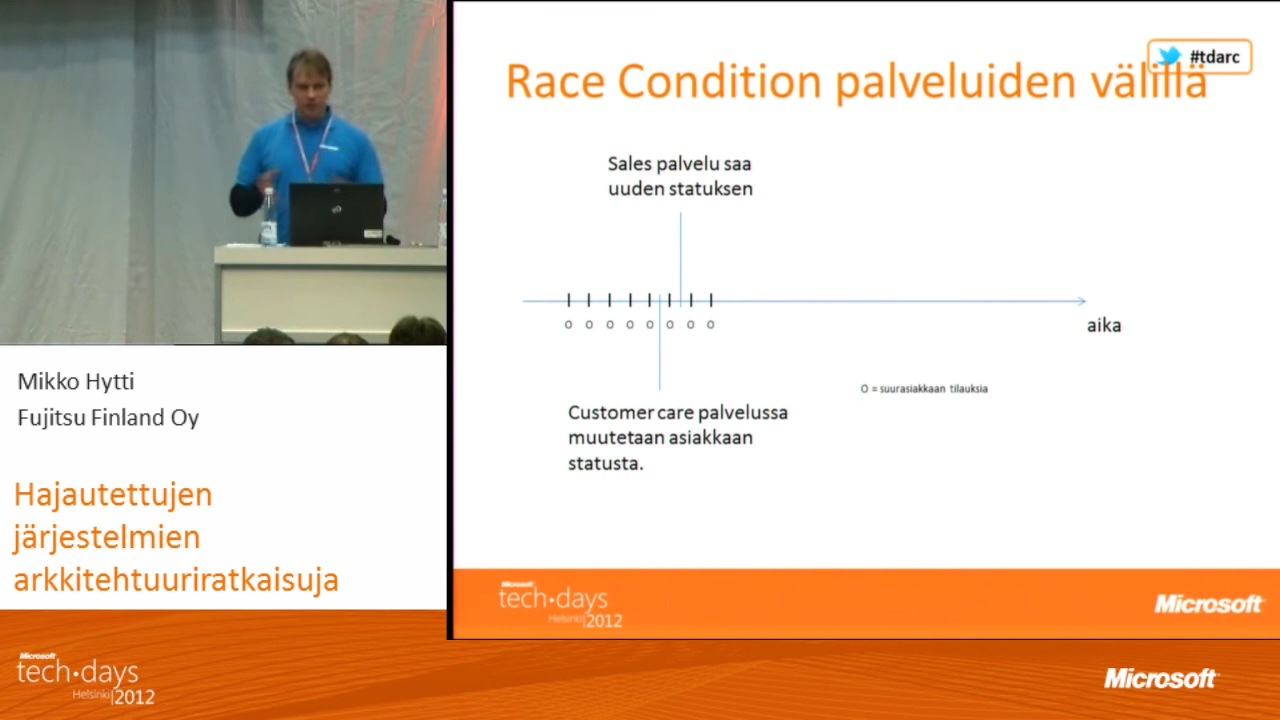 #tdarc
Race Condition palveluiden välillä
Sales palvelu saa
uuden statuksen
o o o o o o o o
aika
O = suurasiakkaan tilauksia
Customer care palvelussa
muutetaan asiakkaan
statusta.
Microsoft
tech·days
Helsinki|2012
Microsoft
Mikko Hytti
Fujitsu Finland Oy
Hajautettujen
järjestelmien
arkkitehtuuriratkaisuja
Microsoft
tech·days
Helsinki|2012
Microsoft